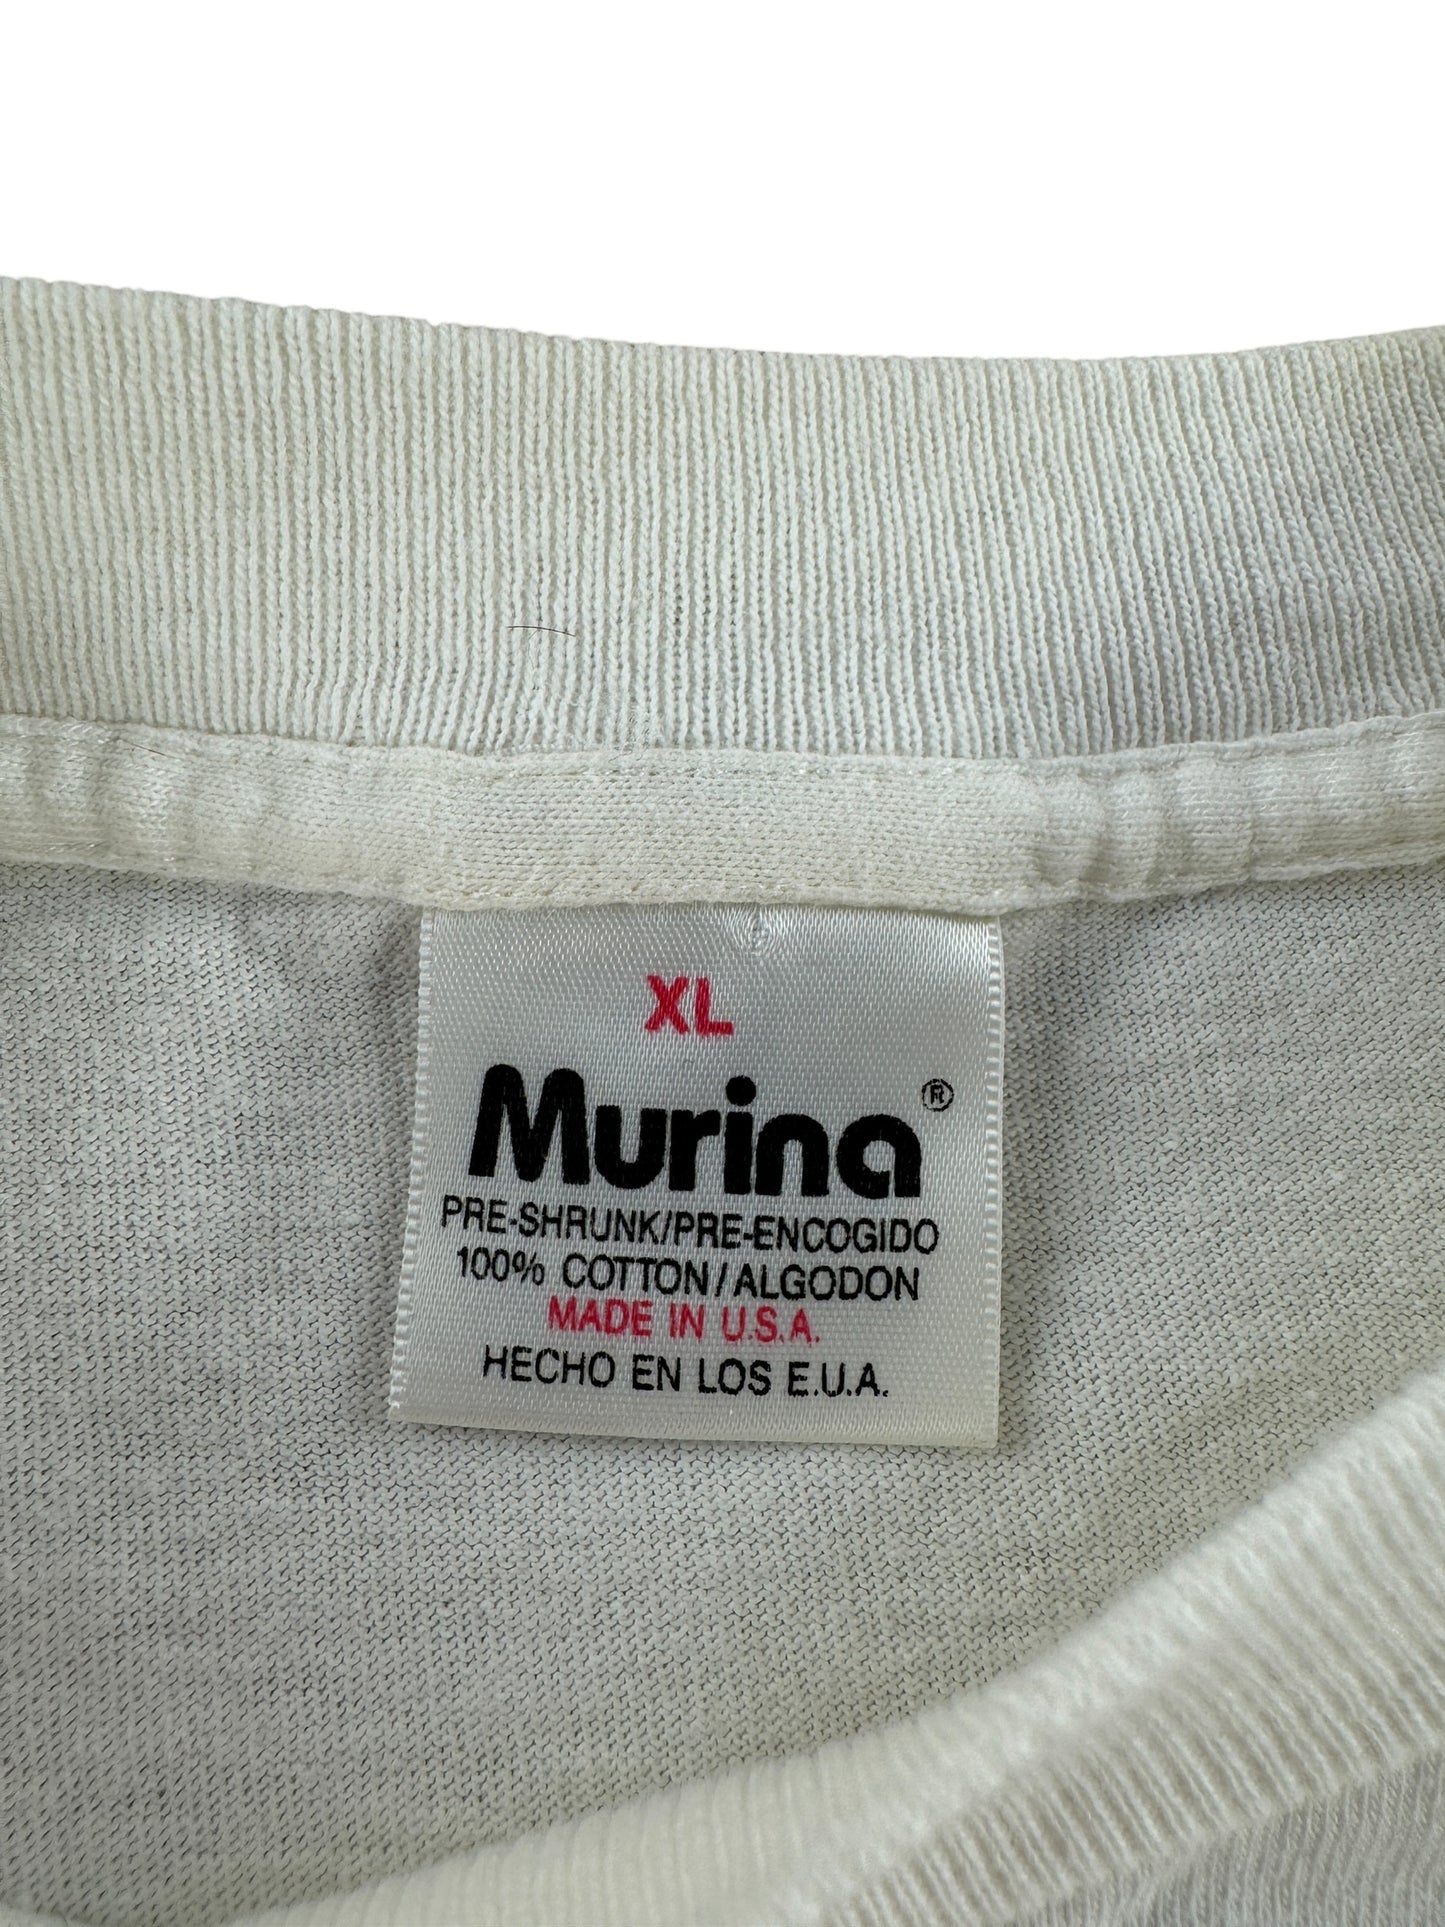 XL
Murina®
PRE-SHRUNK/PRE-ENCOGIDO
100% COTTON/ALGODON
MADE IN U.S.A.
HECHO EN LOS E.U.A.